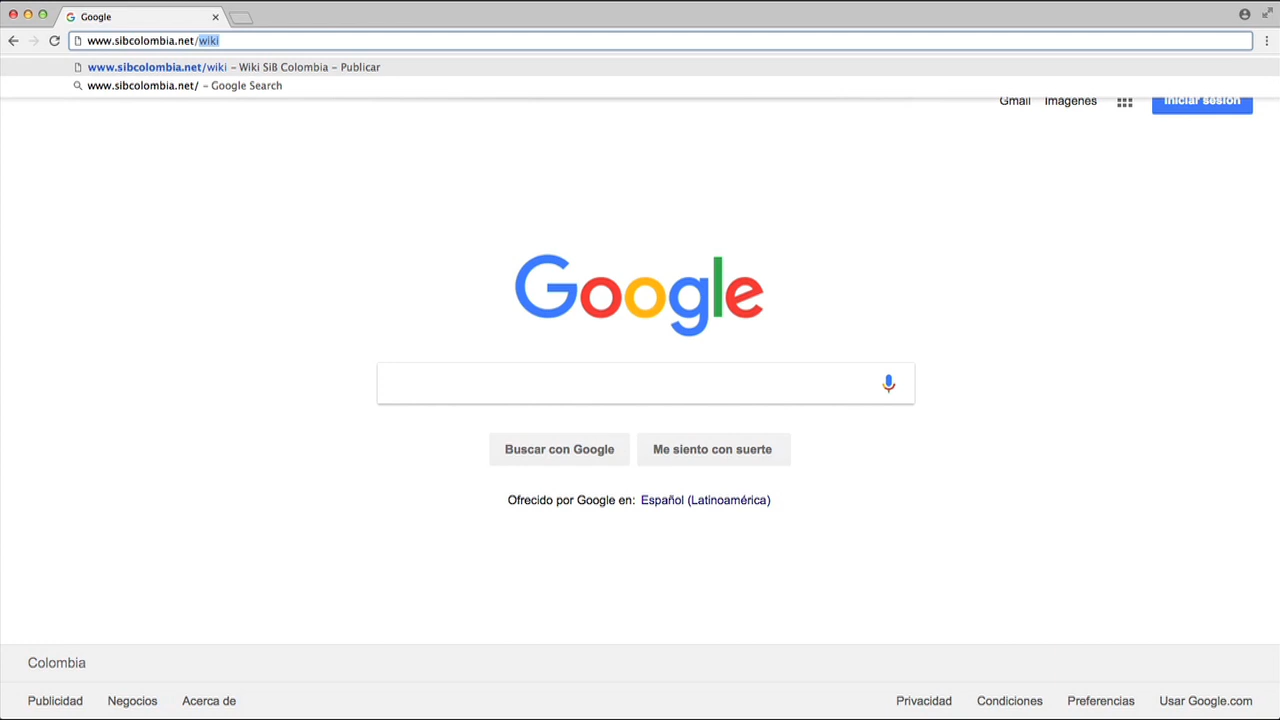 Google
www.sibcolombia.net/wiki
www.sibcolombia.net/wiki – Wiki SiB Colombia – Publicar
www.sibcolombia.net/ – Google Search
Gmail Imágenes Iniciar sesión
Google
Buscar con Google Me siento con suerte
Ofrecido por Google en: Español (Latinoamérica)
Colombia
Publicidad Negocios Acerca de Privacidad Condiciones Preferencias Usar Google.com